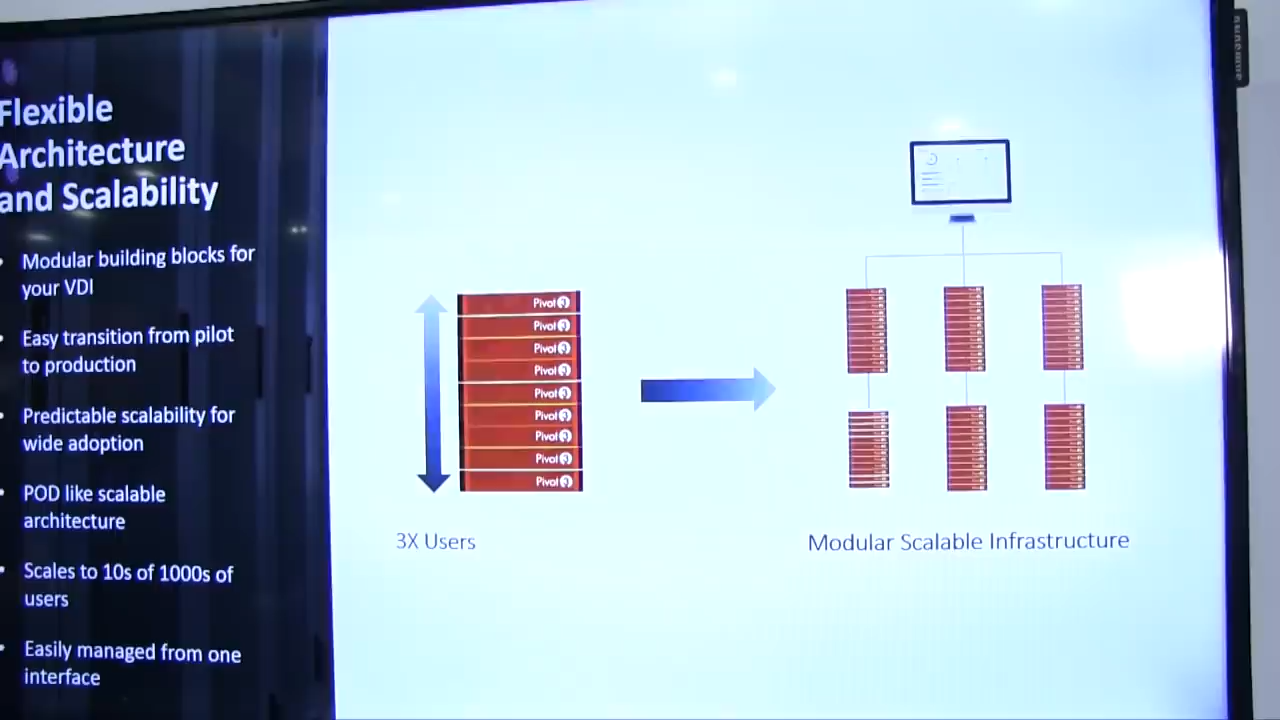 Flexible
Architecture
and Scalability
Modular building blocks for
your VDI
Easy transition from pilot
to production
Predictable scalability for
wide adoption
POD like scalable
architecture
Scales to 10s of 1000s of
users
Easily managed from one
interface
Pivot3
Pivot3
Pivot3
Pivot3
Pivot3
Pivot3
Pivot3
Pivot3
Pivot3
3X Users
Modular Scalable Infrastructure
SAMSUNG